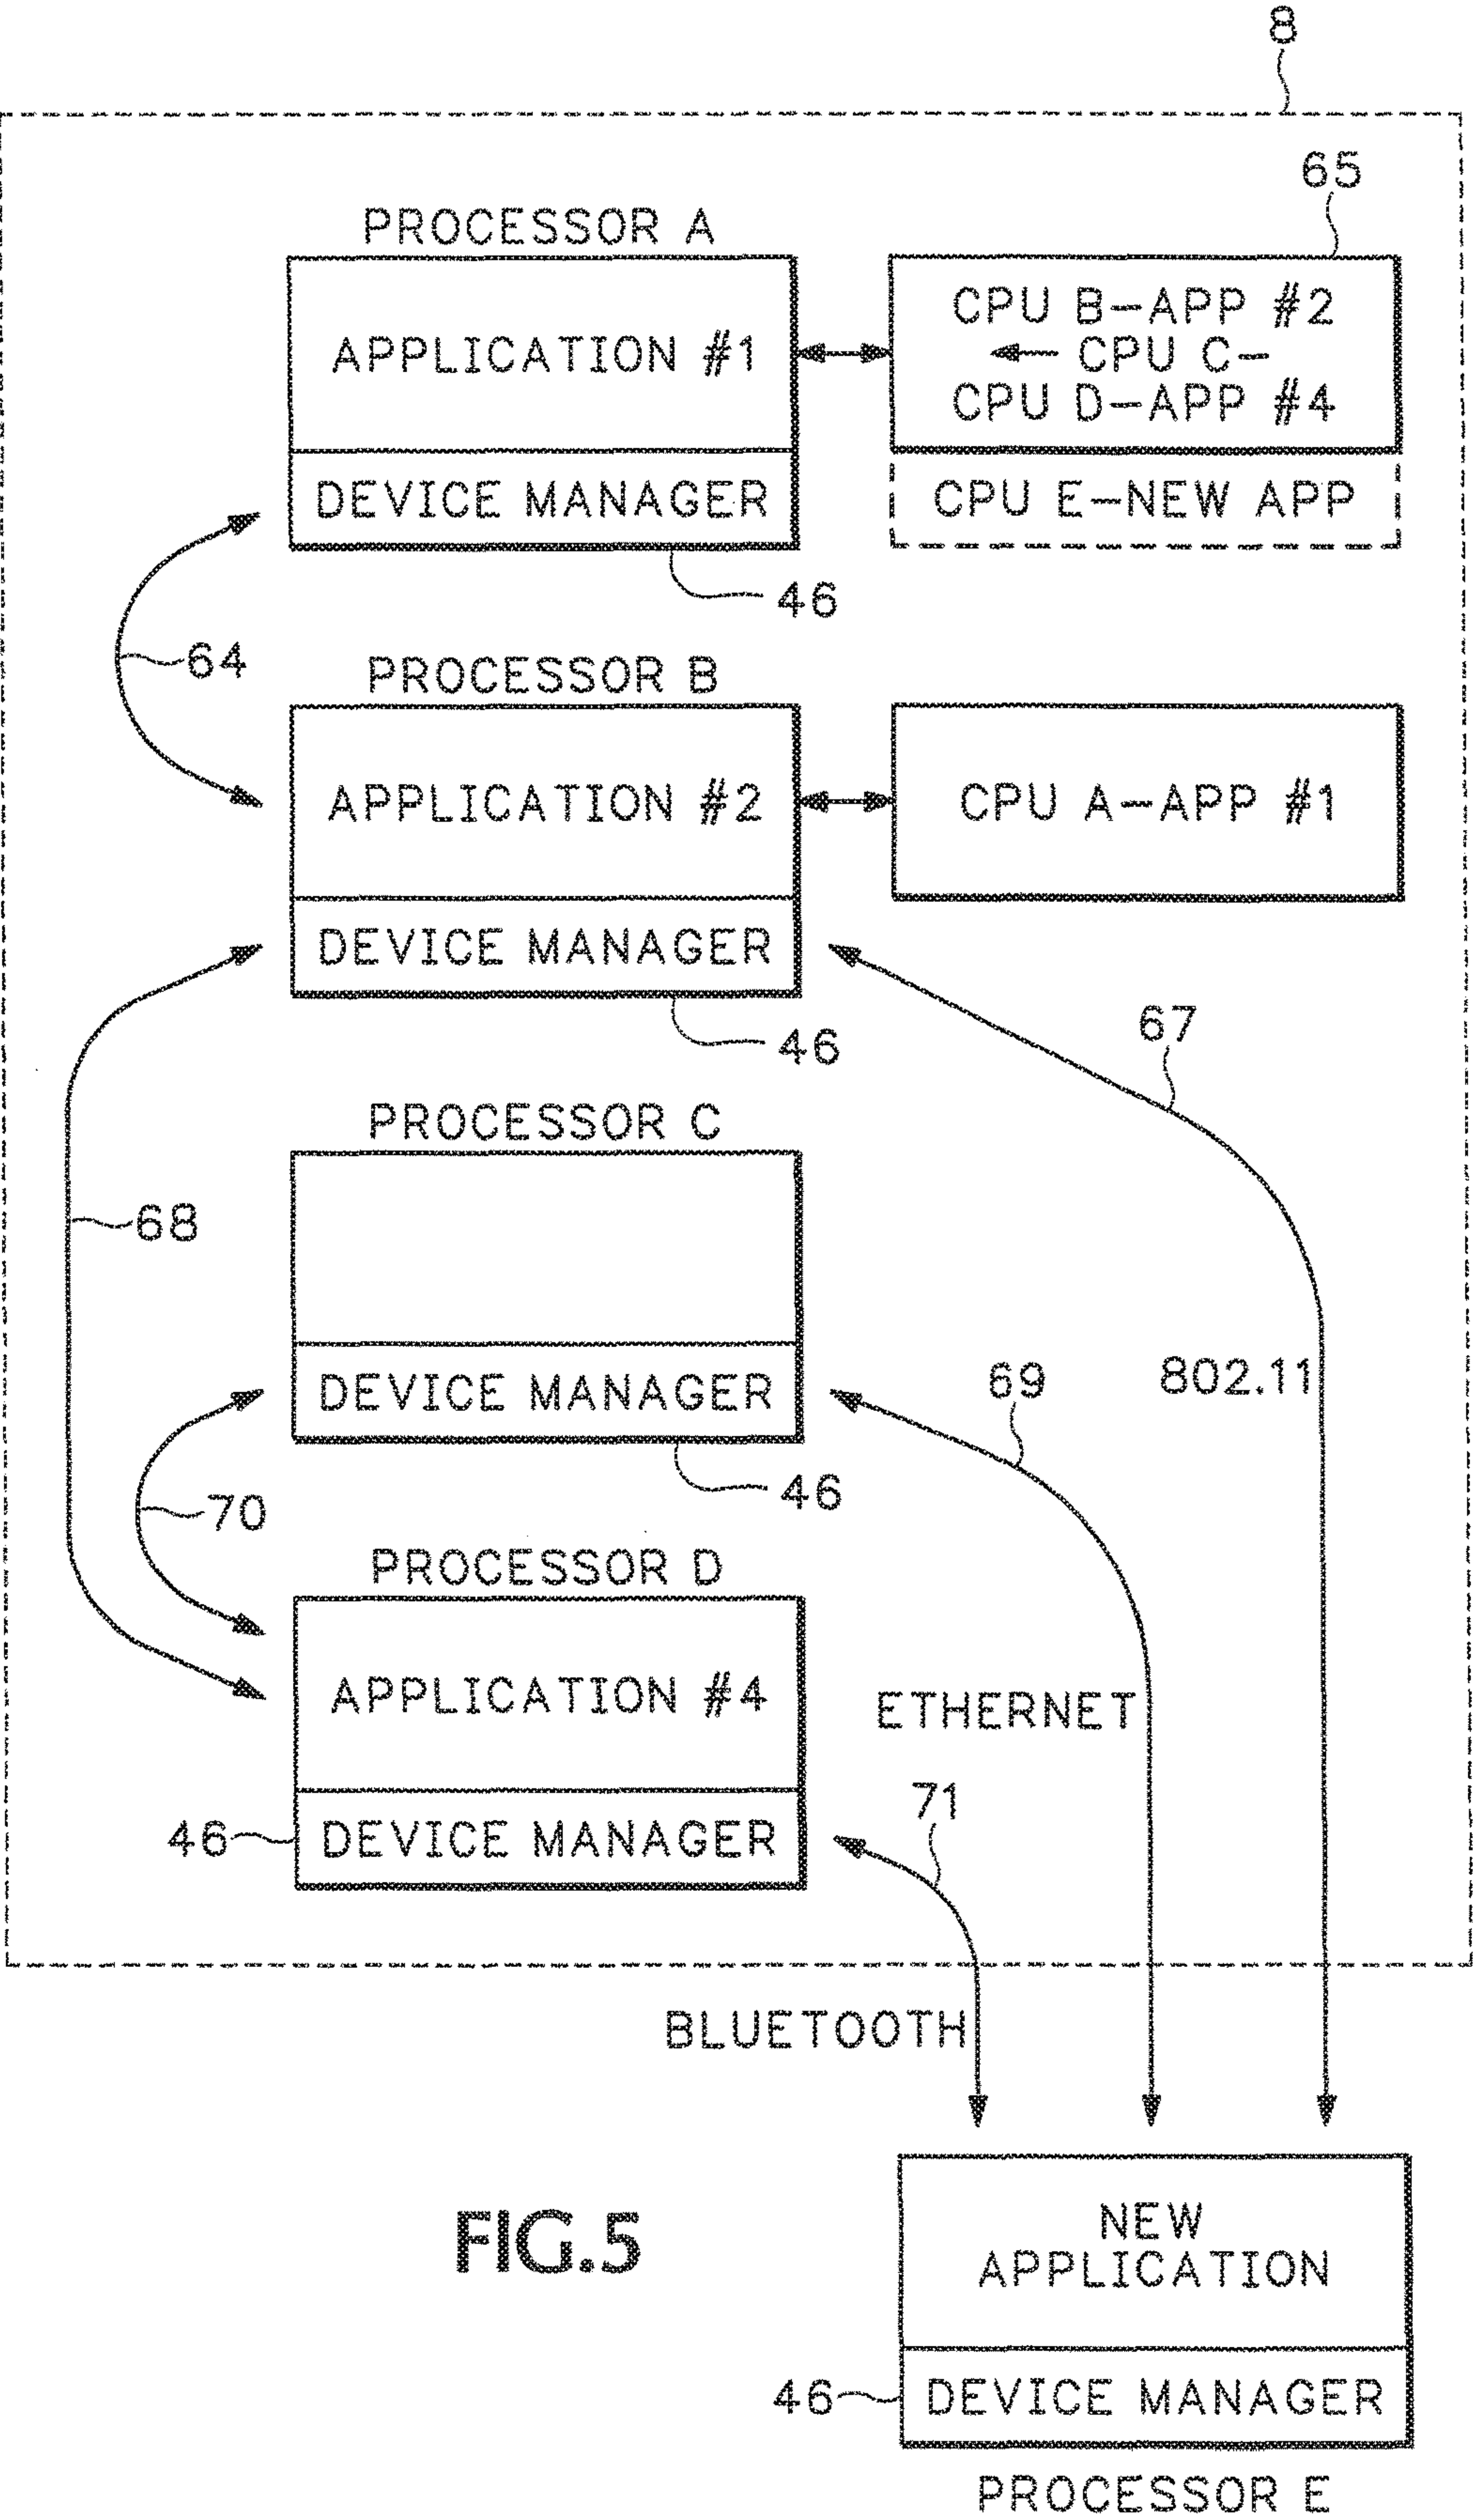 8
65
PROCESSOR A
APPLICATION #1
DEVICE MANAGER
46
CPU B-APP #2
CPU C-
CPU D-APP #4
CPU E-NEW APP
64
PROCESSOR B
APPLICATION #2
DEVICE MANAGER
46
CPU A-APP #1
67
68
PROCESSOR C
DEVICE MANAGER
46
69
802.11
70
PROCESSOR D
APPLICATION #4
46
DEVICE MANAGER
ETHERNET
71
BLUETOOTH
FIG.5
NEW
APPLICATION
46
DEVICE MANAGER
PROCESSOR E